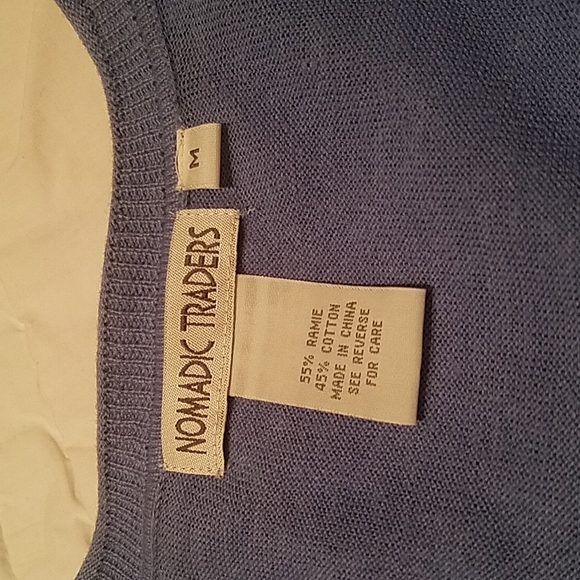 M
NOMADIC TRADERS
55% RAMIE
45% COTTON
MADE IN CHINA
SEE REVERSE
FOR CARE